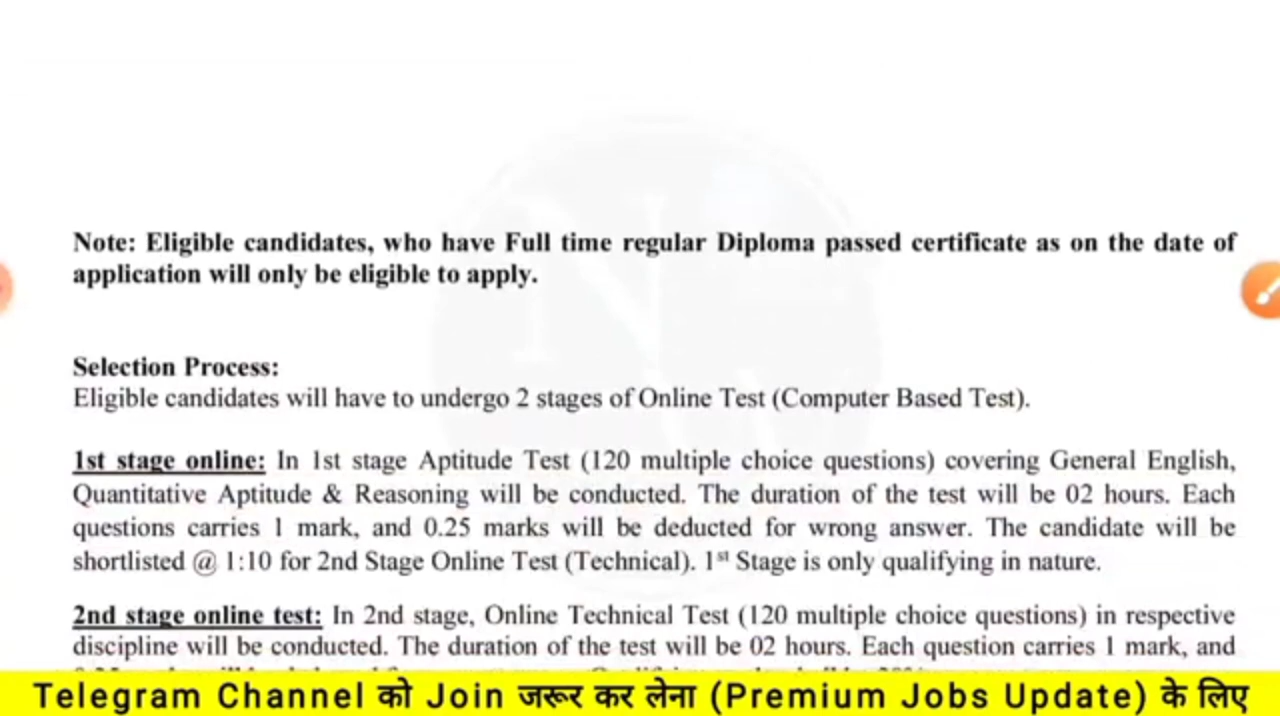 Note: Eligible candidates, who have Full time regular Diploma passed certificate as on the date of
application will only be eligible to apply.
Selection Process:
Eligible candidates will have to undergo 2 stages of Online Test (Computer Based Test).
1st stage online: In 1st stage Aptitude Test (120 multiple choice questions) covering General English,
Quantitative Aptitude & Reasoning will be conducted. The duration of the test will be 02 hours. Each
questions carries 1 mark, and 0.25 marks will be deducted for wrong answer. The candidate will be
shortlisted @ 1:10 for 2nd Stage Online Test (Technical). 1st Stage is only qualifying in nature.
2nd stage online test: In 2nd stage, Online Technical Test (120 multiple choice questions) in respective
discipline will be conducted. The duration of the test will be 02 hours. Each question carries 1 mark, and
Telegram Channel को Join जरूर कर लेना (Premium Jobs Update) के लिए